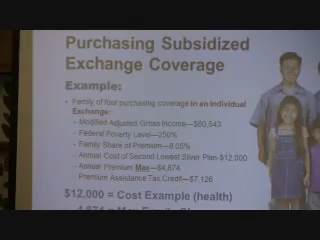 Purchasing Subsidized
Exchange Coverage
Example:
• Family of four purchasing coverage in an Individual
Exchange:
– Modified Adjusted Gross Income—$60,543
– Federal Poverty Level—250%
– Family Share of Premium—8.05%
– Annual Cost of Second Lowest Silver Plan-$12,000
– Annual Premium Max—$4,874
– Premium Assistance Tax Credit—$7,126
$12,000 = Cost Example (health)